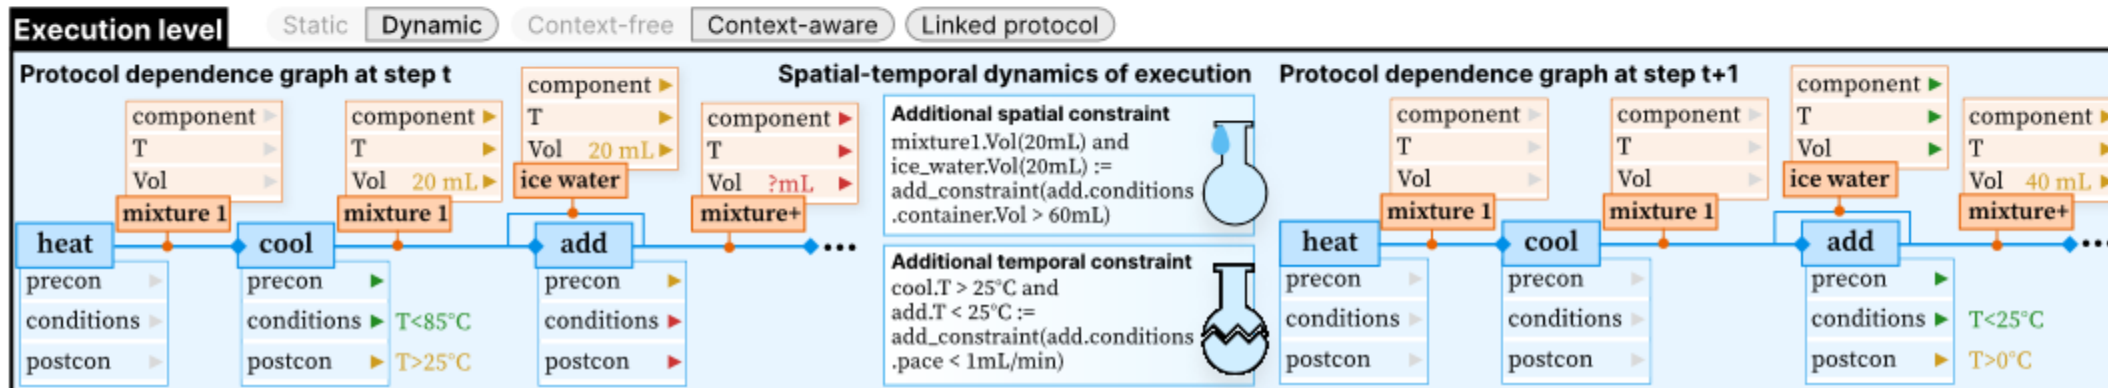 Execution level
Static Dynamic Context-free Context-aware Linked protocol
Protocol dependence graph at step t
component
T
Vol
mixture 1
component
T
Vol 20 mL
mixture 1
component
T
Vol 20 mL
ice water
component
T
Vol ?mL
mixture+
heat
cool
add
•••
precon
conditions
postcon
precon
conditions T<85°C
postcon T>25°C
precon
conditions
postcon
Spatial-temporal dynamics of execution
Additional spatial constraint
mixture1.Vol(20mL) and
ice_water.Vol(20mL) :=
add_constraint(add.conditions
.container.Vol > 60mL)
Additional temporal constraint
cool.T > 25°C and
add.T < 25°C :=
add_constraint(add.conditions
.pace < 1mL/min)
Protocol dependence graph at step t+1
component
T
Vol
mixture 1
component
T
Vol
mixture 1
component
T
Vol
ice water
component
T
Vol 40 mL
mixture+
heat
cool
add
•••
precon
conditions
postcon
precon
conditions
postcon
precon
conditions T<25°C
postcon T>0°C